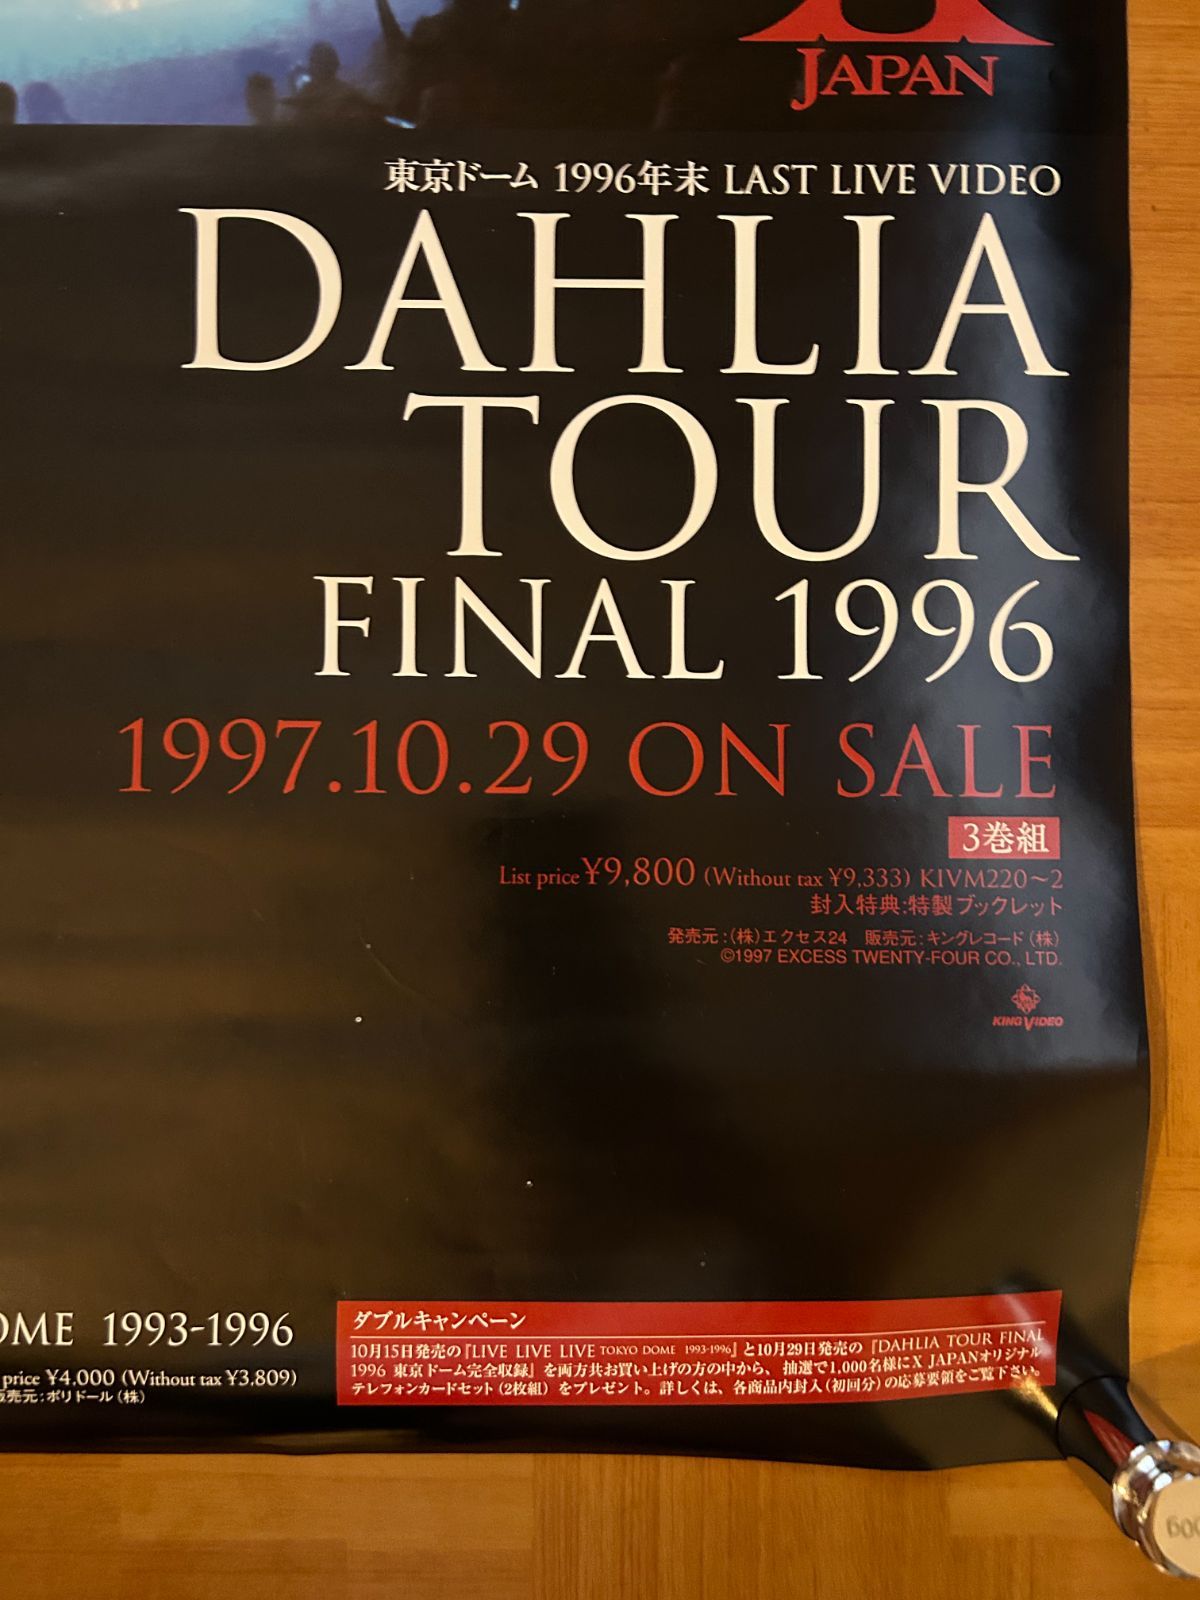 JAPAN
東京ドーム 1996年末 LAST LIVE VIDEO
DAHLIA
TOUR
FINAL 1996
1997.10.29 ON SALE
3巻組
List price ¥9,800 (Without tax ¥9,333) KIVM220～2
封入特典:特製ブックレット
発売元:(株)エクセス24 販売元:キングレコード(株)
©1997 EXCESS TWENTY-FOUR CO., LTD.
KING VIDEO
OME 1993-1996
price ¥4.000 (Without tax ¥3,809)
販売元:ポリドール(株)
ダブルキャンペーン
10月15日発売の『LIVE LIVE LIVE TOKYO DOME 1993-1996』と10月29日発売の『DAHLIA TOUR FINAL
1996 東京ドーム完全収録』を両方共お買い上げの方の中から、抽選で1,000名様にX JAPANオリジナル
テレフォンカードセット(2枚組)をプレゼント。詳しくは、各商品内封入(初回分)の応募要領をご覧下さい。